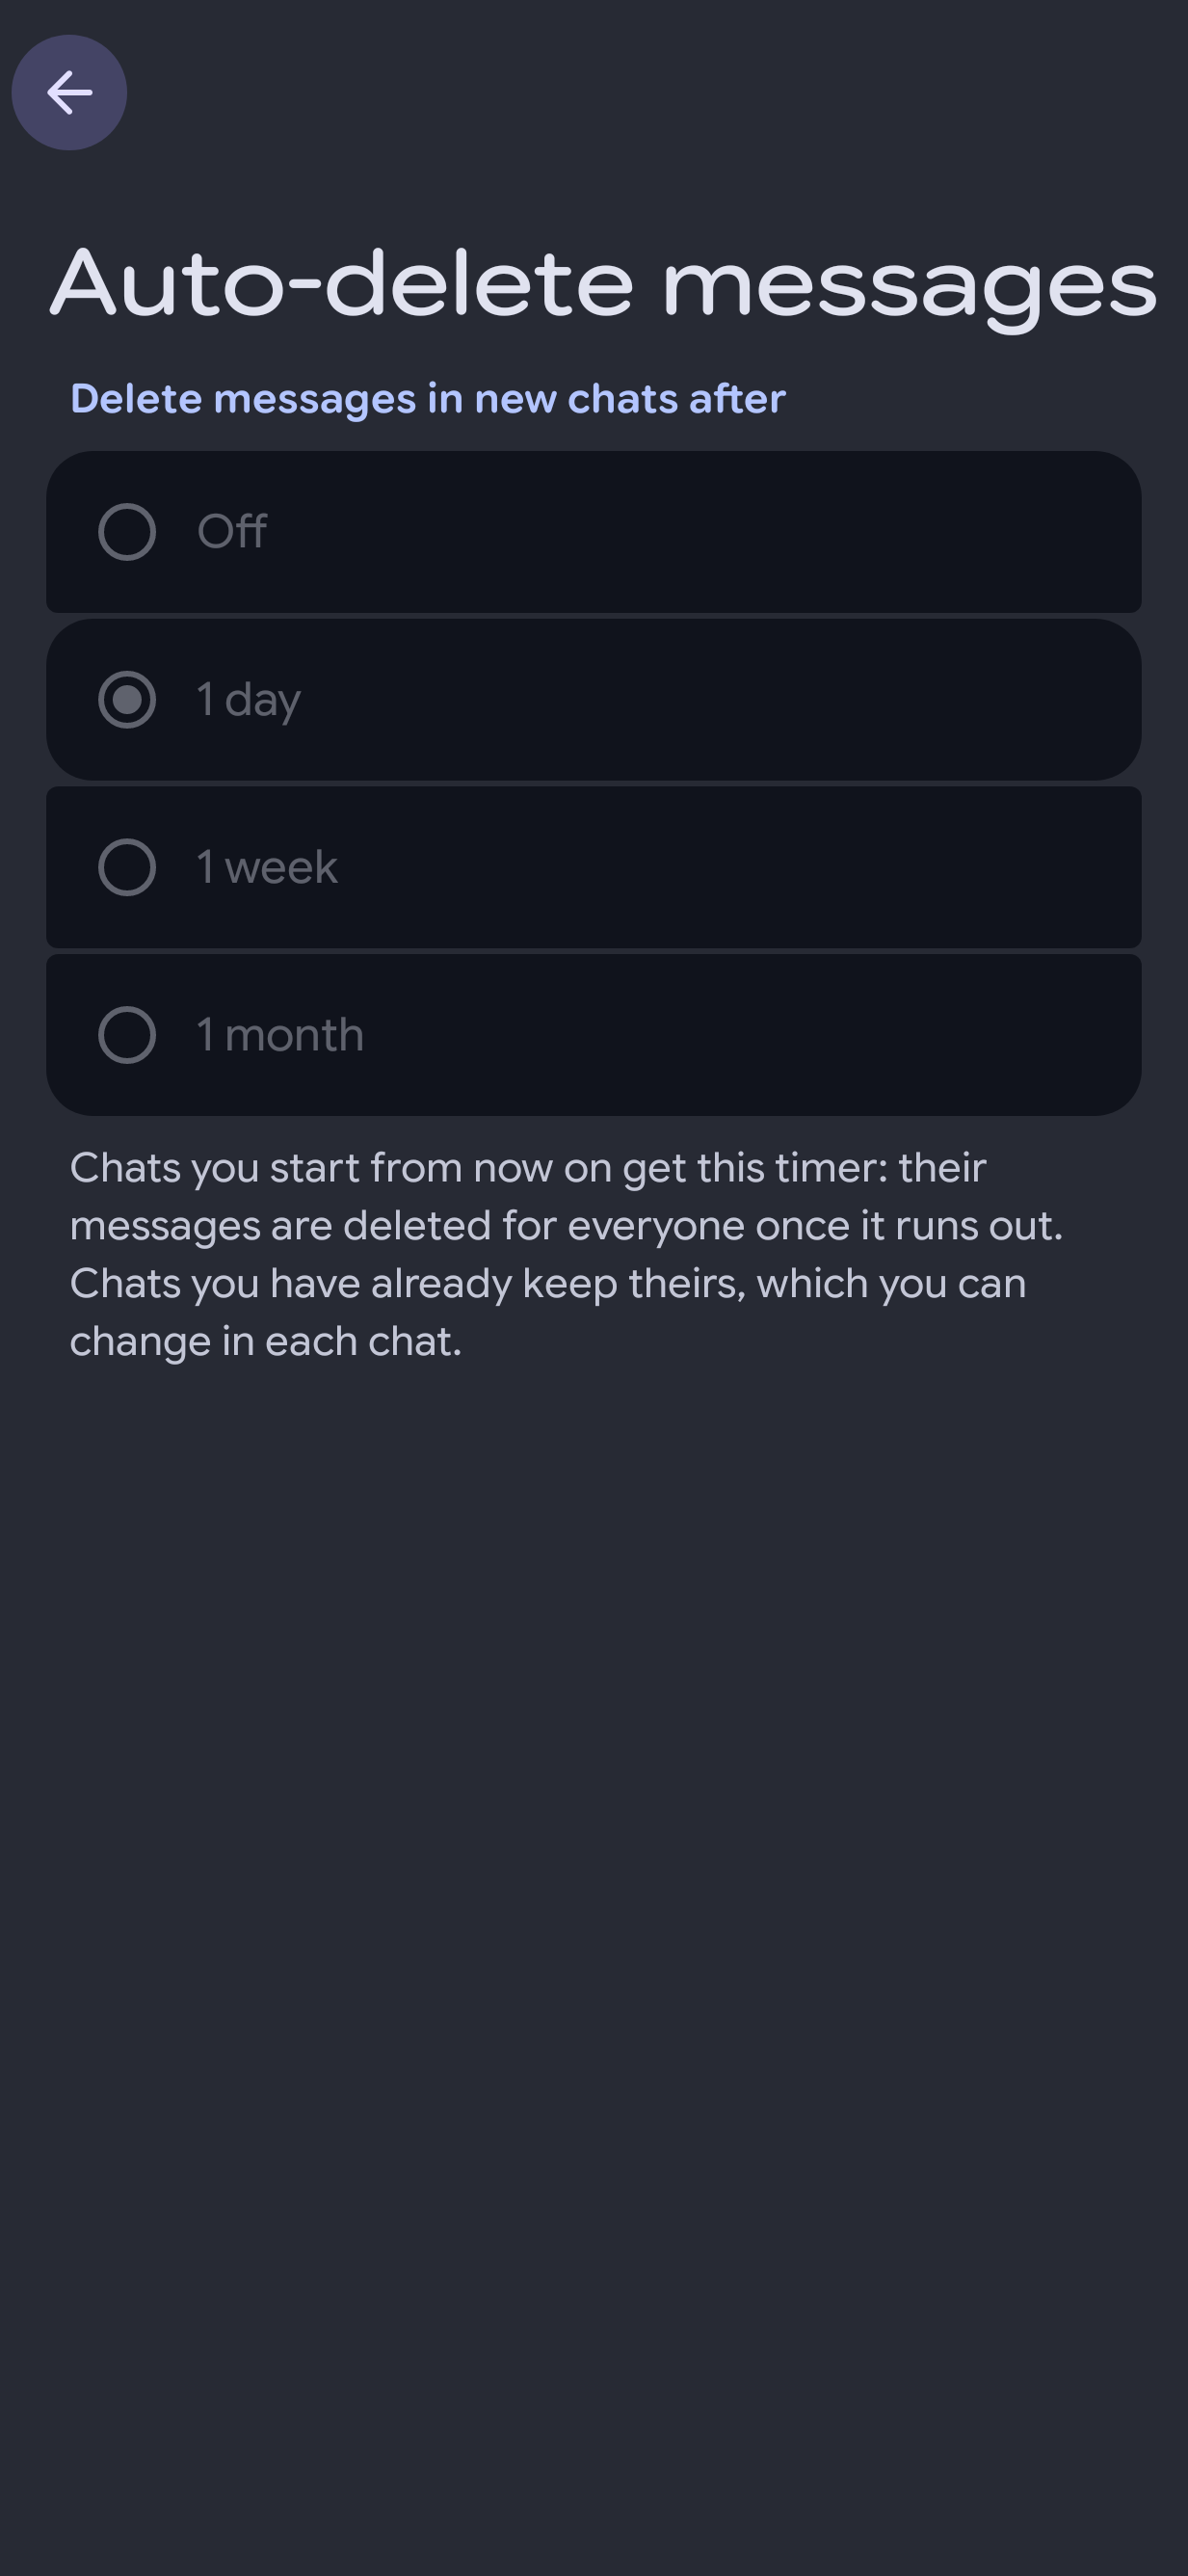 Auto-delete messages
Delete messages in new chats after
Off
1 day
1 week
1 month
Chats you start from now on get this timer: their
messages are deleted for everyone once it runs out.
Chats you have already keep theirs, which you can
change in each chat.